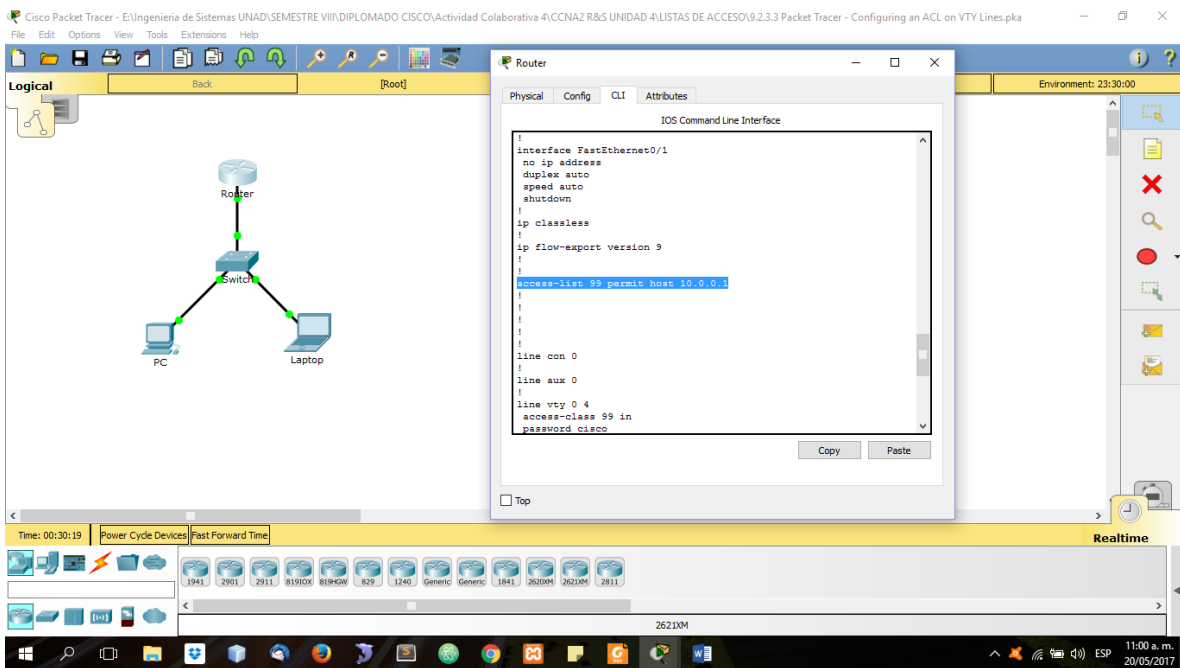 Cisco Packet Tracer - E:\Ingenieria de Sistemas UNAD\SEMESTRE VIII\DIPLOMADO CISCO\Actividad Colaborativa 4\CCNA2 R&S UNIDAD 4\LISTAS DE ACCESO\9.2.3.3 Packet Tracer - Configuring an ACL on VTY Lines.pka
File Edit Options View Tools Extensions Help
Logical
Back
[Root]
Environment: 23:30:00
Router
Switch
PC
Laptop
Router
Physical Config CLI Attributes
IOS Command Line Interface
!
interface FastEthernet0/1
no ip address
duplex auto
speed auto
shutdown
!
ip classless
!
ip flow-export version 9
!
!
access-list 99 permit host 10.0.0.1
!
!
!
!
!
line con 0
!
line aux 0
!
line vty 0 4
access-class 99 in
password cisco
Copy
Paste
Top
Time: 00:30:19
Power Cycle Devices
Fast Forward Time
Realtime
1941 2901 2911 819IOX 819HGW 829 1240 Generic Generic 1841 2620XM 2621XM 2811
2621XM
ESP
11:00 a. m.
20/05/2017